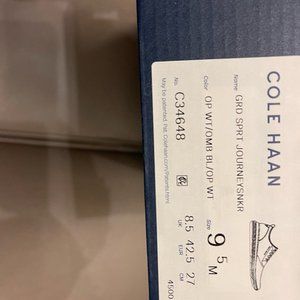 COLE HAAN
Name GRD SPRT JOURNEYSNKR
Color OP WT/OMB BL/OP WT
Size 9 5 M
No. C34648
8.5 42.5 27
UK EUR CM
May be patented. Visit: ColeHaan.com/Patents.html
4500